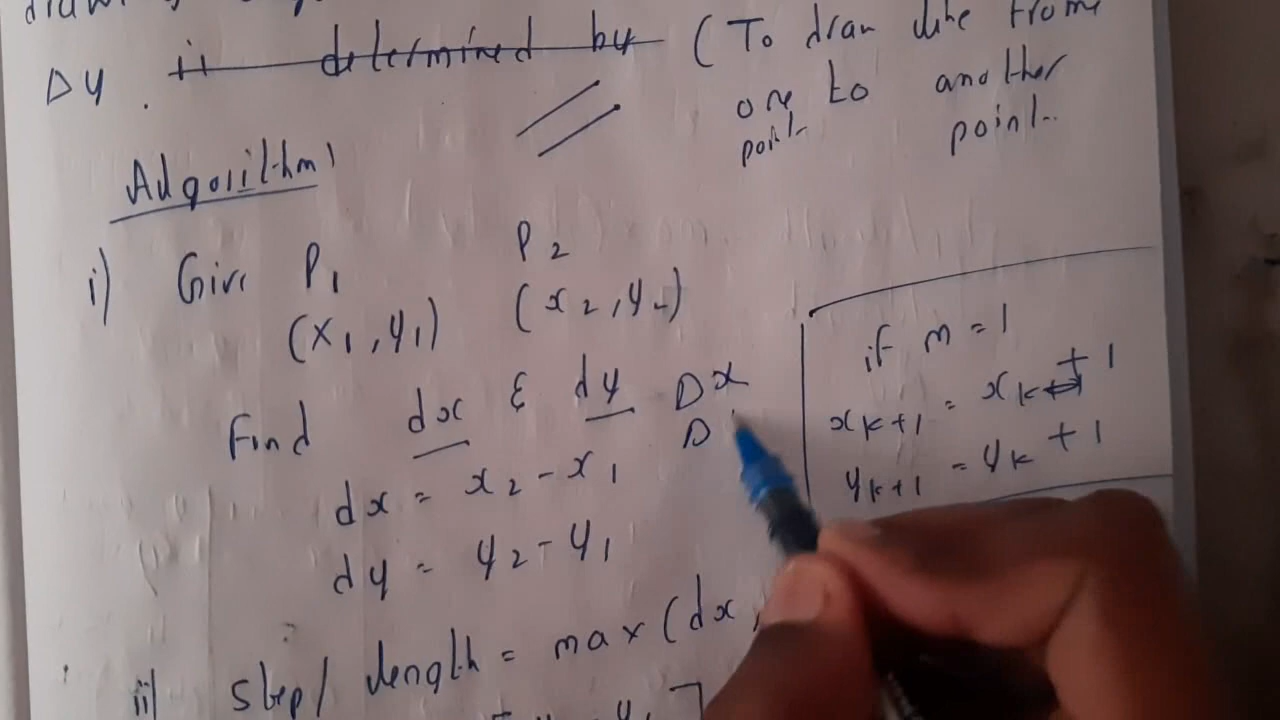 drawing
Δy . is determined by (To draw line from
one to another
point point.
Algorithm
i) Give P1 P2
(x1, y1) (x2, y2)
Find dx & dy Dx
D
dx = x2 - x1
dy = y2 - y1
ii) Step/ length = max (dx,
if m = 1
xk+1 = xk + 1
yk+1 = yk + 1